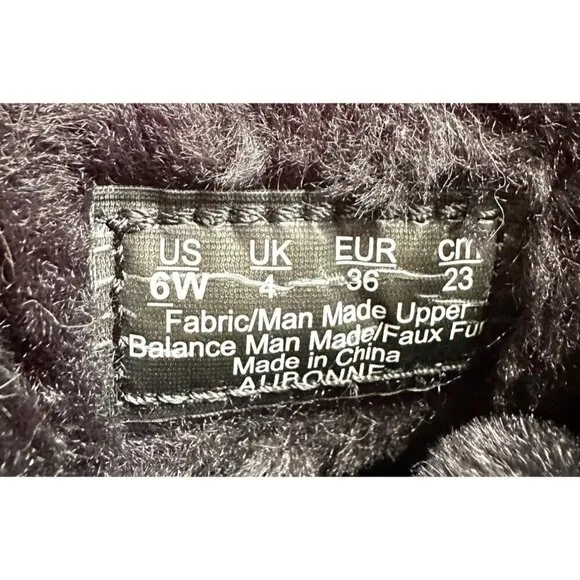 US UK EUR cm
6W 4 36 23
Fabric/Man Made Upper
Balance Man Made/Faux Fur
Made in China
AUBONNE